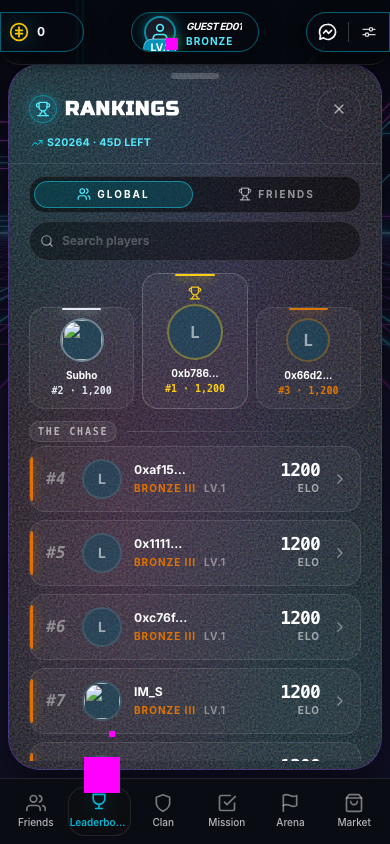 0
GUEST ED01
LV.
BRONZE
RANKINGS
S20264 · 45D LEFT
GLOBAL
FRIENDS
Search players
L
L
Subho
#2 · 1,200
0xb786...
#1 · 1,200
0x66d2...
#3 · 1,200
THE CHASE
#4
L
0xaf15...
BRONZE III LV.1
1200
ELO
#5
L
0x1111...
BRONZE III LV.1
1200
ELO
#6
L
0xc76f...
BRONZE III LV.1
1200
ELO
#7
IM_S
BRONZE III LV.1
1200
ELO
Friends
Leaderbo...
Clan
Mission
Arena
Market